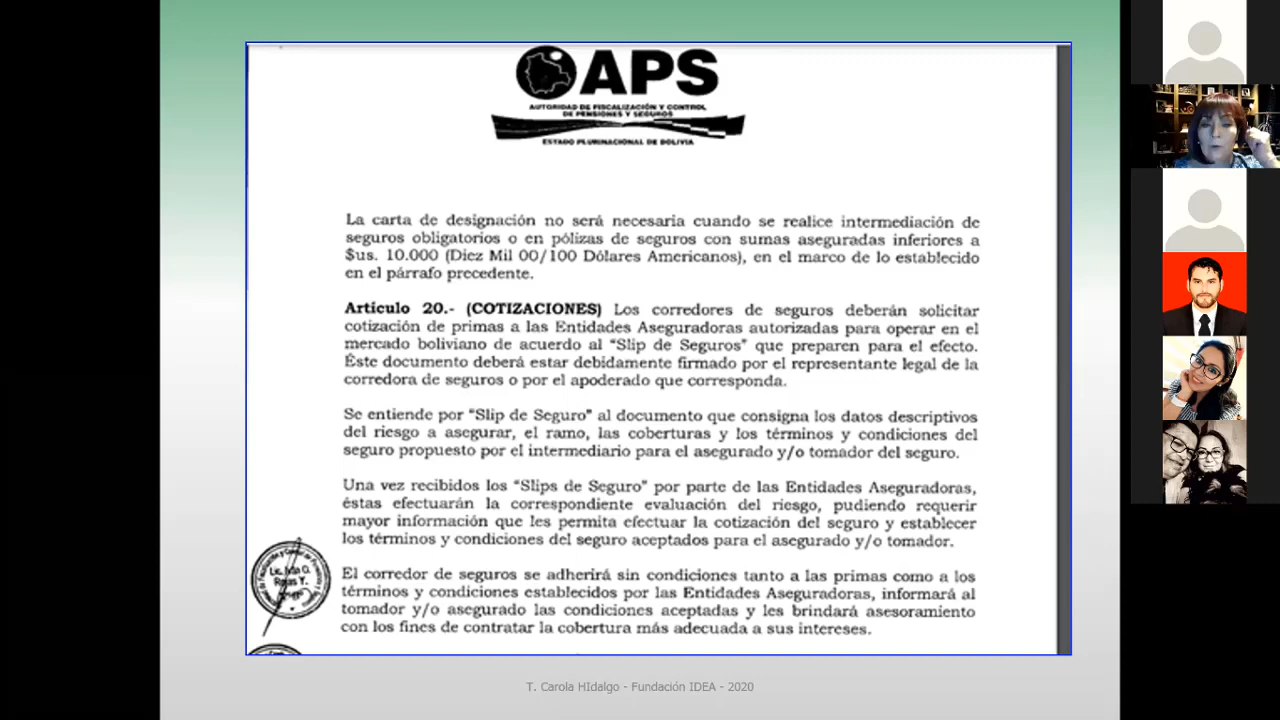 APS
AUTORIDAD DE FISCALIZACIÓN Y CONTROL
DE PENSIONES Y SEGUROS
ESTADO PLURINACIONAL DE BOLIVIA
La carta de designación no será necesaria cuando se realice intermediación de
seguros obligatorios o en pólizas de seguros con sumas aseguradas inferiores a
$us. 10.000 (Diez Mil 00/100 Dólares Americanos), en el marco de lo establecido
en el párrafo precedente.
Artículo 20.- (COTIZACIONES) Los corredores de seguros deberán solicitar
cotización de primas a las Entidades Aseguradoras autorizadas para operar en el
mercado boliviano de acuerdo al “Slip de Seguros” que preparen para el efecto.
Éste documento deberá estar debidamente firmado por el representante legal de la
corredora de seguros o por el apoderado que corresponda.
Se entiende por “Slip de Seguro” al documento que consigna los datos descriptivos
del riesgo a asegurar, el ramo, las coberturas y los términos y condiciones del
seguro propuesto por el intermediario para el asegurado y/o tomador del seguro.
Una vez recibidos los “Slips de Seguro” por parte de las Entidades Aseguradoras,
éstas efectuarán la correspondiente evaluación del riesgo, pudiendo requerir
mayor información que les permita efectuar la cotización del seguro y establecer
los términos y condiciones del seguro aceptados para el asegurado y/o tomador.
El corredor de seguros se adherirá sin condiciones tanto a las primas como a los
términos y condiciones establecidos por las Entidades Aseguradoras, informará al
tomador y/o asegurado las condiciones aceptadas y les brindará asesoramiento
con los fines de contratar la cobertura más adecuada a sus intereses.
T. Carola HIdalgo - Fundación IDEA - 2020